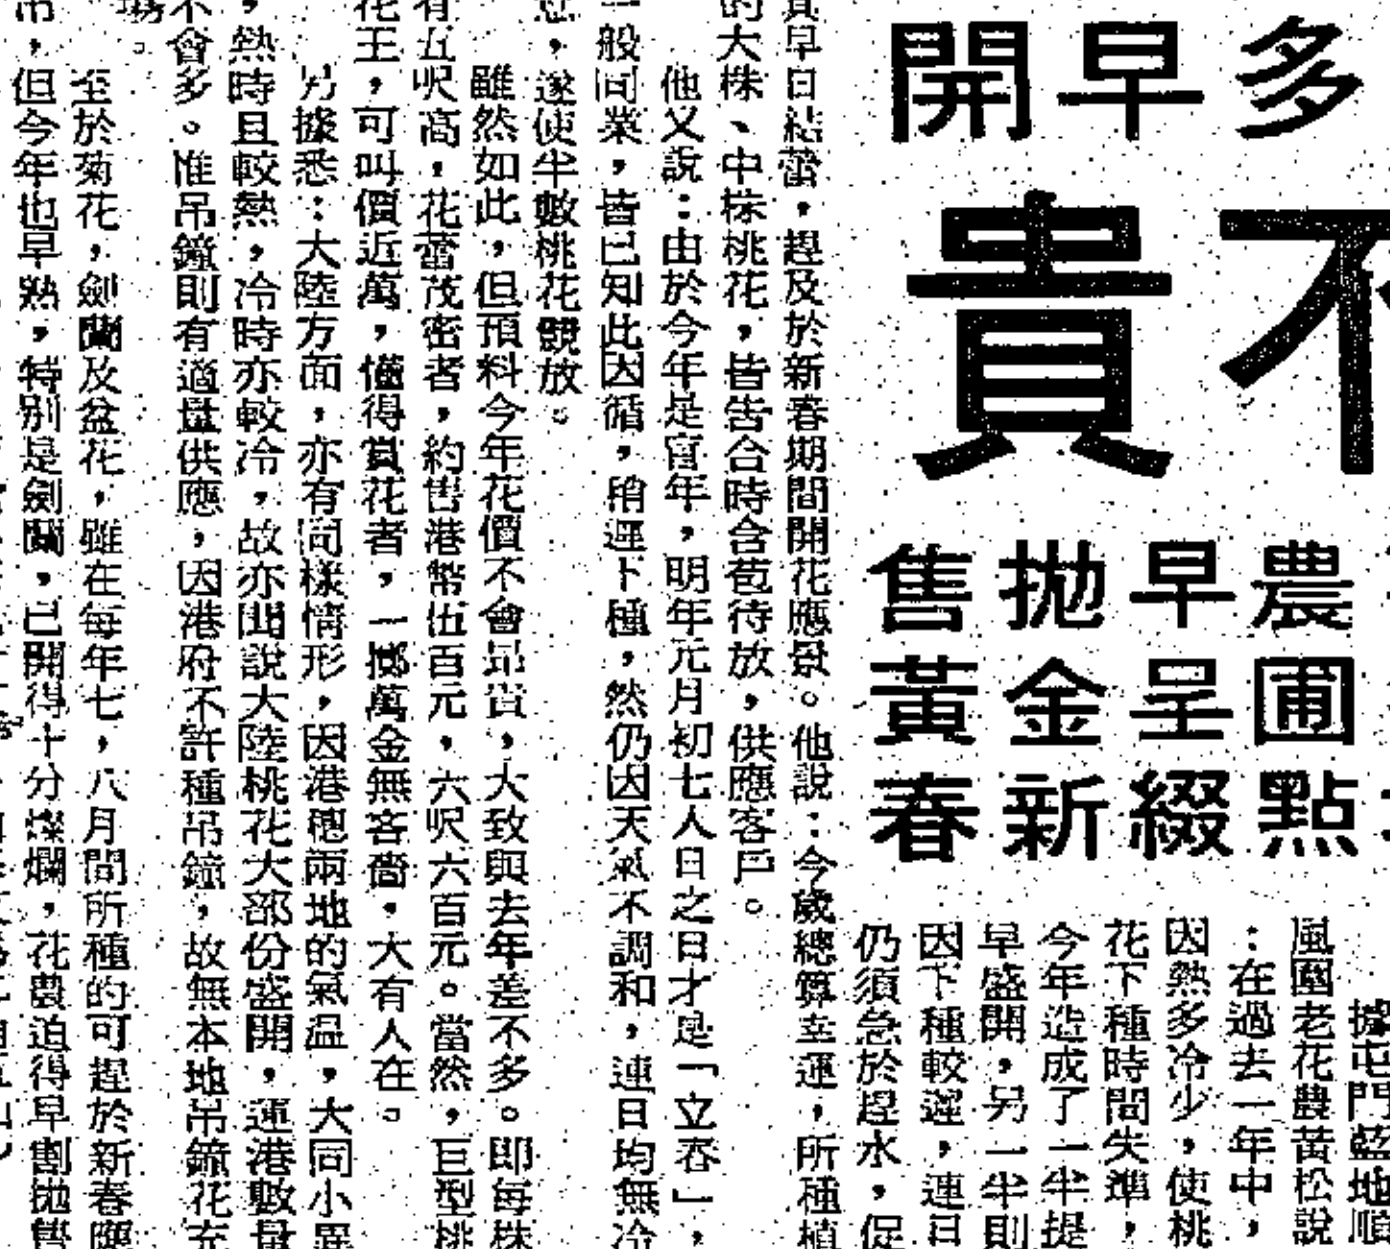 多早開
不貴
農圃點
早呈綴
拋金新
售黃春
據屯門藍地順
風園老花農黃松說
：在過去一年中，
因熱多冷少，使桃
花下種時間失準，
今年造成了一半提
早盛開，另一半則
因下種較遲，連日
仍須急於趕水，促
其早日結蕾，趕及於新春期間開花應景。他說：今歲總算幸運，所種植
的大株、中株桃花，皆告合時含苞待放，供應客戶。
他又說：由於今年是盲年，明年元月初七人日之日才是「立春」，
一般同業，皆已知此因循，稍遲下種，然仍因天氣不調和，連日均無冷
意，遂使半數桃花競放。
雖然如此，但預料今年花價不會昂貴，大致與去年差不多。即每株
有五呎高，花蕾茂密者，約售港幣伍百元，六呎六百元。當然，巨型桃
花王，可叫價近萬，僅得賞花者，一擲萬金無吝嗇，大有人在。
另據悉：大陸方面，亦有同樣情形，因港穗兩地的氣温，大同小異
，熱時且較熱，冷時亦較冷，故亦聞說大陸桃花大部份盛開，運港數量
不會多。惟吊鐘則有適量供應，因港府不許種吊鐘，故無本地吊鐘花充
場。
至於菊花，劍蘭及盆花，雖在每年七，八月間所種的可趕於新春應
市，但今年也早熟，特別是劍蘭，已開得十分燦爛，花農迫得早割拋售